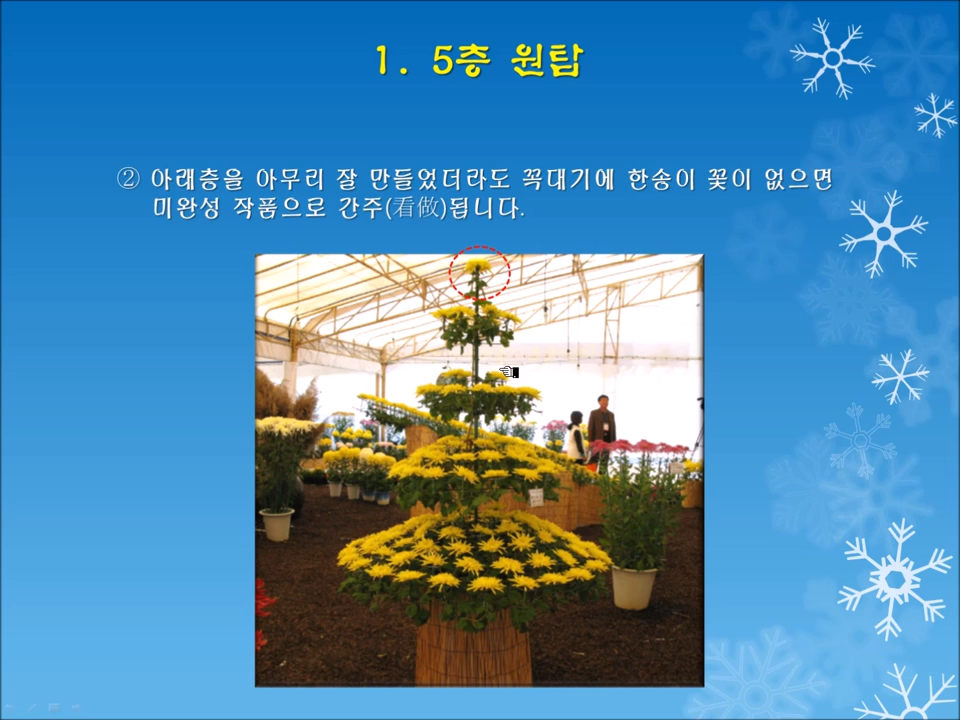 1. 5층 원탑
② 아래층을 아무리 잘 만들었더라도 꼭대기에 한송이 꽃이 없으면
미완성 작품으로 간주(看做)됩니다.